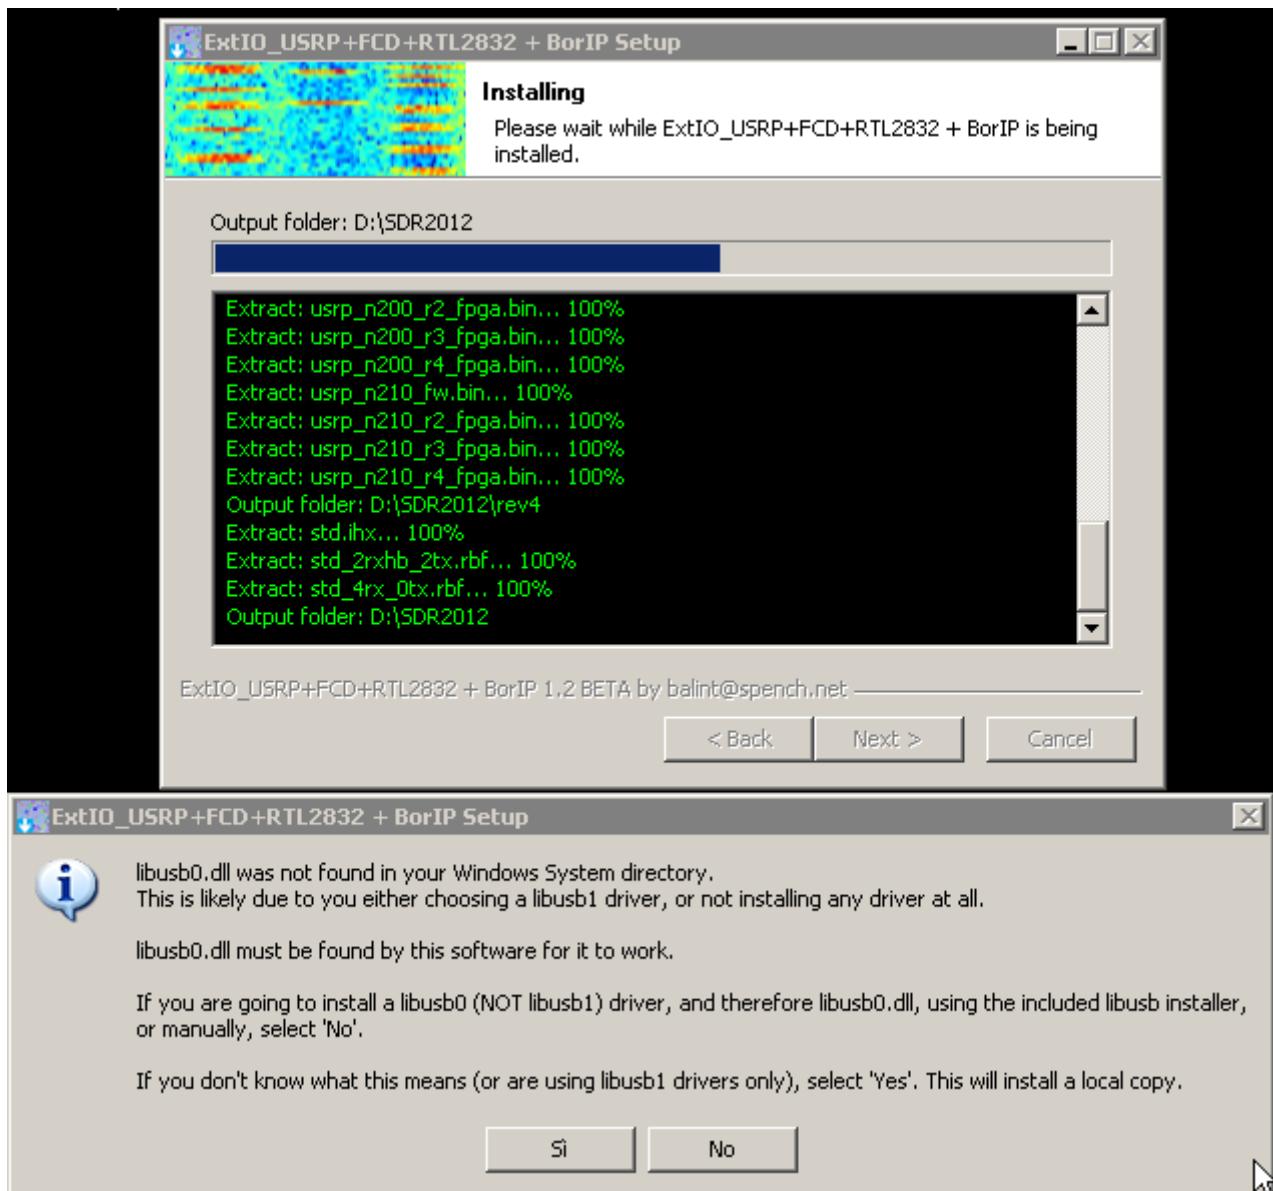 ExtIO_USRP+FCD+RTL2832 + BorIP Setup
Installing
Please wait while ExtIO_USRP+FCD+RTL2832 + BorIP is being
installed.
Output folder: D:\SDR2012
Extract: usrp_n200_r2_fpga.bin... 100%
Extract: usrp_n200_r3_fpga.bin... 100%
Extract: usrp_n200_r4_fpga.bin... 100%
Extract: usrp_n210_fw.bin... 100%
Extract: usrp_n210_r2_fpga.bin... 100%
Extract: usrp_n210_r3_fpga.bin... 100%
Extract: usrp_n210_r4_fpga.bin... 100%
Output folder: D:\SDR2012\rev4
Extract: std.ihx... 100%
Extract: std_2rxhb_2tx.rbf... 100%
Extract: std_4rx_0tx.rbf... 100%
Output folder: D:\SDR2012
ExtIO_USRP+FCD+RTL2832 + BorIP 1.2 BETA by balint@spench.net
< Back Next > Cancel
ExtIO_USRP+FCD+RTL2832 + BorIP Setup
libusb0.dll was not found in your Windows System directory.
This is likely due to you either choosing a libusb1 driver, or not installing any driver at all.
libusb0.dll must be found by this software for it to work.
If you are going to install a libusb0 (NOT libusb1) driver, and therefore libusb0.dll, using the included libusb installer,
or manually, select 'No'.
If you don't know what this means (or are using libusb1 drivers only), select 'Yes'. This will install a local copy.
Sì No